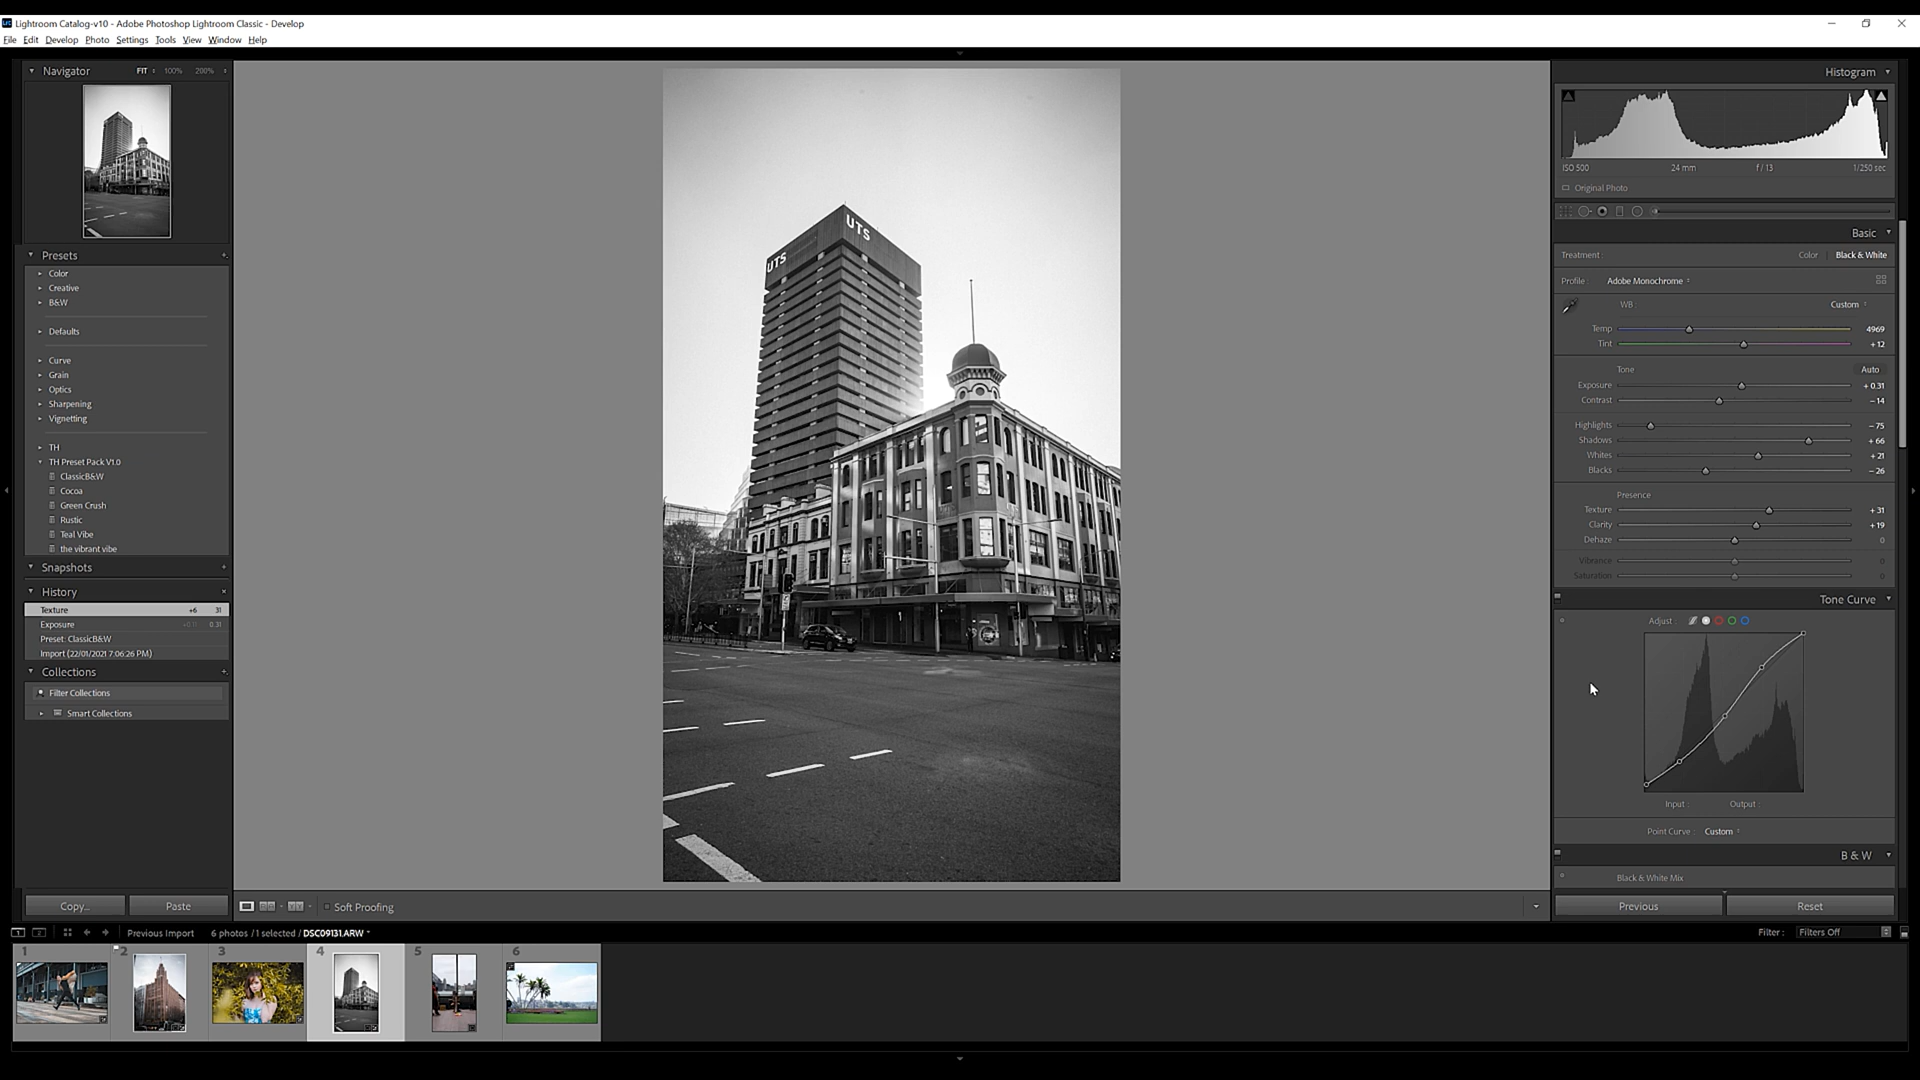 Lightroom Catalog-v10 - Adobe Photoshop Lightroom Classic - Develop
File Edit Develop Photo Settings Tools View Window Help
Navigator FIT 100% 200%
Presets
Color
Creative
B&W
Defaults
Curve
Grain
Optics
Sharpening
Vignetting
TH
TH Preset Pack V1.0
ClassicB&W
Cocoa
Green Crush
Rustic
Teal Vibe
the vibrant vibe
Snapshots
History
Texture +6 31
Exposure 0.31
Preset: ClassicB&W
Import (22/01/2021 7:06:26 PM)
Collections
Filter Collections
Smart Collections
Copy... Paste
UTS
UTS
Soft Proofing
Histogram
ISO 500 24 mm f / 13 1/250 sec
Original Photo
Basic
Treatment : Color Black & White
Profile : Adobe Monochrome
WB : Custom
Temp 4969
Tint + 12
Tone Auto
Exposure + 0.31
Contrast − 14
Highlights − 75
Shadows + 66
Whites + 21
Blacks − 26
Presence
Texture + 31
Clarity + 19
Dehaze 0
Vibrance 0
Saturation 0
Tone Curve
Adjust :
Input : Output :
Point Curve : Custom
B & W
Black & White Mix
Previous Reset
1 2 Previous Import 6 photos / 1 selected / DSC09131.ARW Filter : Filters Off
1 2 3 4 5 6